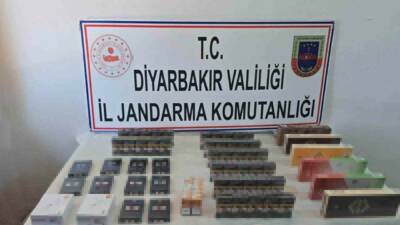 T.C.
DİYARBAKIR VALİLİĞİ
İL JANDARMA KOMUTANLIĞI